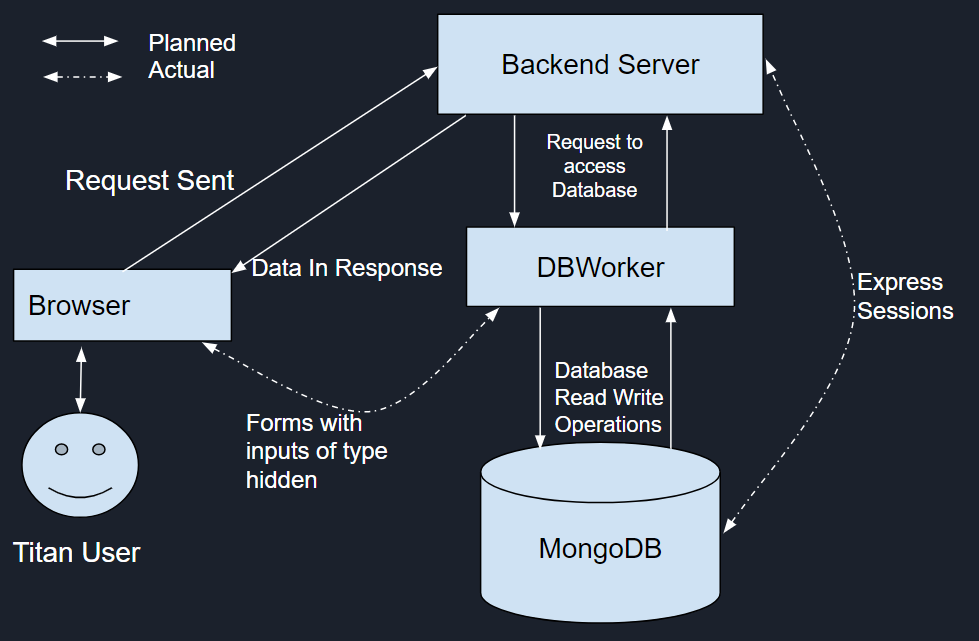 Planned
Actual
Backend Server
Request to
access
Database
Request Sent
Data In Response
DBWorker
Browser
Express
Sessions
Database
Read Write
Operations
Forms with
inputs of type
hidden
MongoDB
Titan User